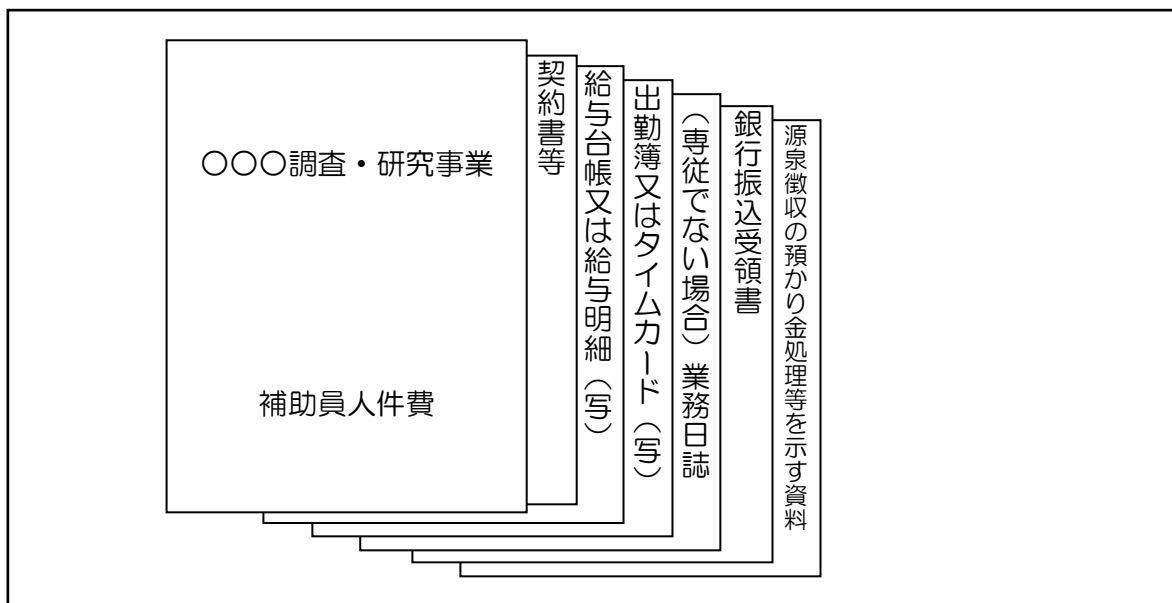 〇〇〇調査・研究事業
補助員人件費
契約書等
給与台帳又は給与明細（写）
出勤簿又はタイムカード（写）
（専従でない場合）業務日誌
銀行振込受領書
源泉徴収の預かり金処理等を示す資料